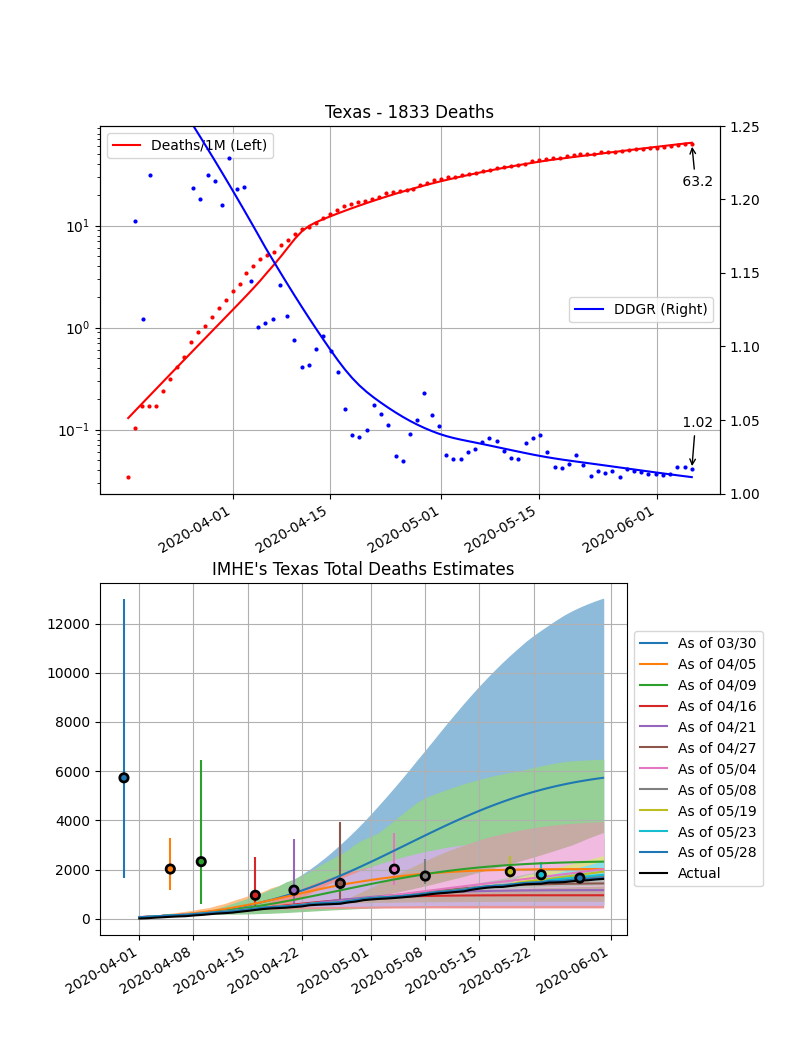 Texas - 1833 Deaths
Deaths/1M (Left)
DDGR (Right)
63.2
1.02
10¹
10⁰
10⁻¹
1.25
1.20
1.15
1.10
1.05
1.00
2020-04-01
2020-04-15
2020-05-01
2020-05-15
2020-06-01
IMHE's Texas Total Deaths Estimates
12000
10000
8000
6000
4000
2000
0
2020-04-01
2020-04-08
2020-04-15
2020-04-22
2020-05-01
2020-05-08
2020-05-15
2020-05-22
2020-06-01
As of 03/30
As of 04/05
As of 04/09
As of 04/16
As of 04/21
As of 04/27
As of 05/04
As of 05/08
As of 05/19
As of 05/23
As of 05/28
Actual